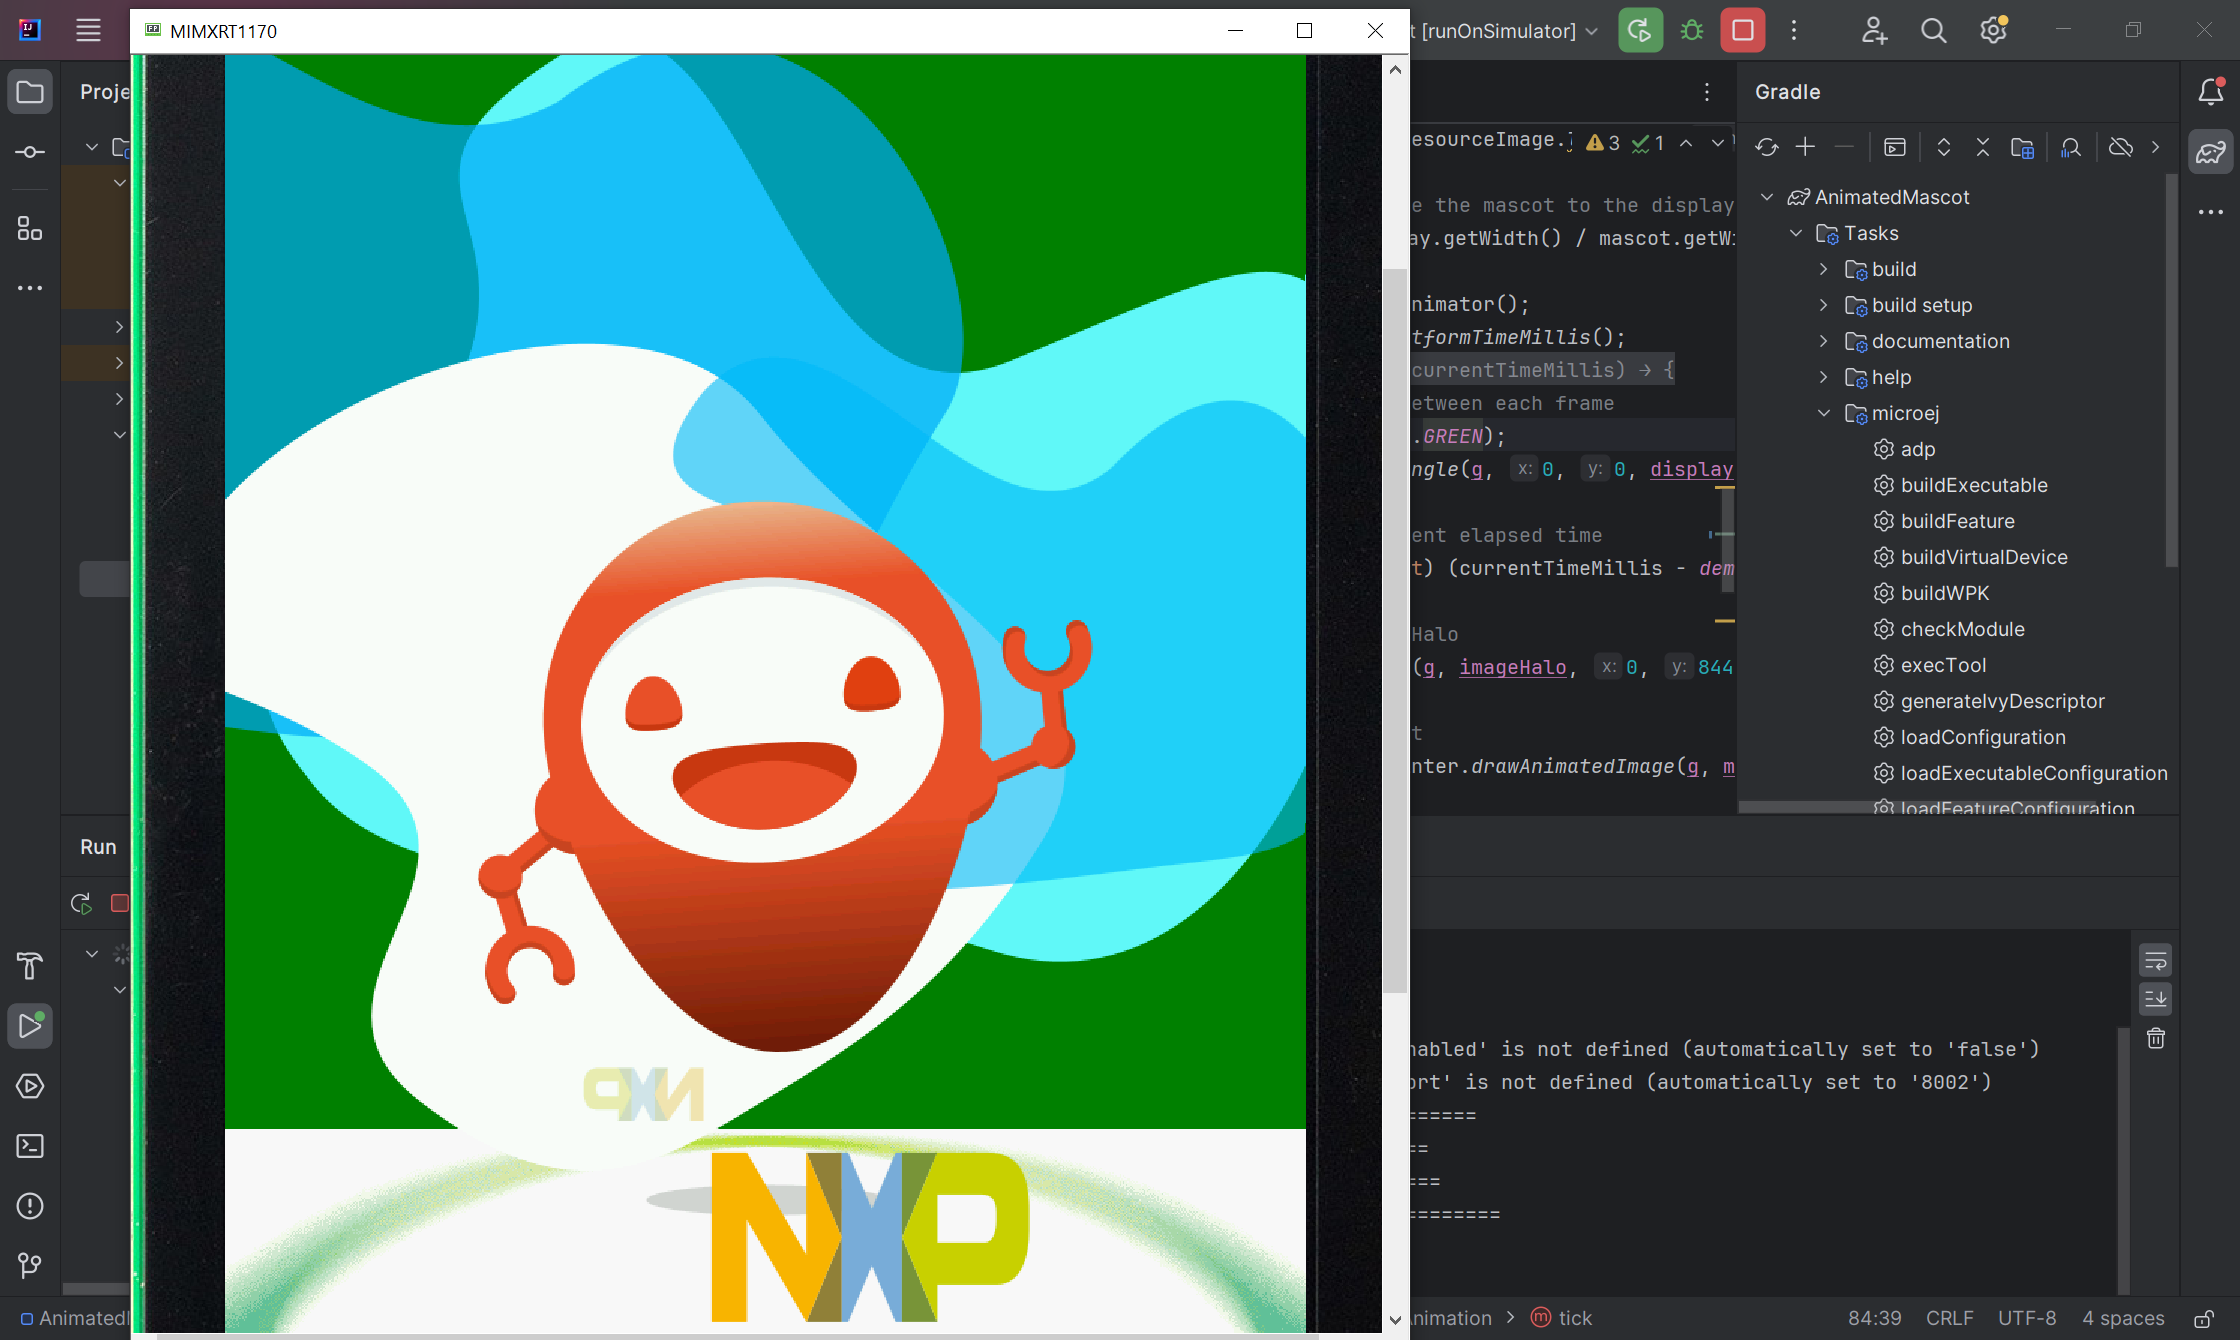 MIMXRT1170
t [runOnSimulator]
Proje
Gradle
esourceImage.
3
1
AnimatedMascot
e the mascot to the display
Tasks
ay.getWidth() / mascot.getWi
build
build setup
nimator();
tformTimeMillis();
documentation
currentTimeMillis) → {
help
etween each frame
microej
.GREEN);
adp
ngle(g, x: 0, y: 0, display
buildExecutable
buildFeature
ent elapsed time
buildVirtualDevice
t) (currentTimeMillis - dem
buildWPK
Halo
checkModule
(g, imageHalo, x: 0, y: 844
execTool
generateIvyDescriptor
t
loadConfiguration
nter.drawAnimatedImage(g, m
loadExecutableConfiguration
loadFeatureConfiguration
Run
nabled' is not defined (automatically set to 'false')
ort' is not defined (automatically set to '8002')
======
==
===
========
NXP
NXP
Animated
nimation > tick
84:39 CRLF UTF-8 4 spaces